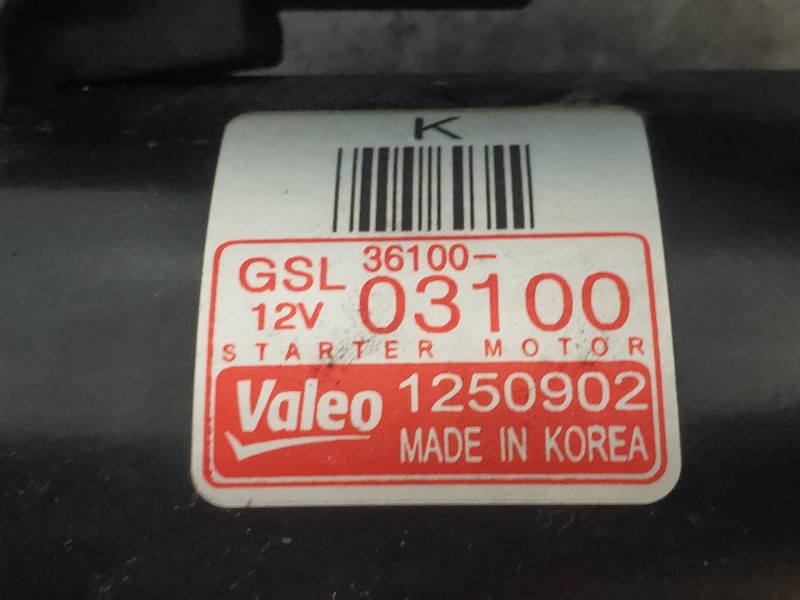 K
GSL 36100-
12V 03100
STARTER MOTOR
Valeo 1250902
MADE IN KOREA